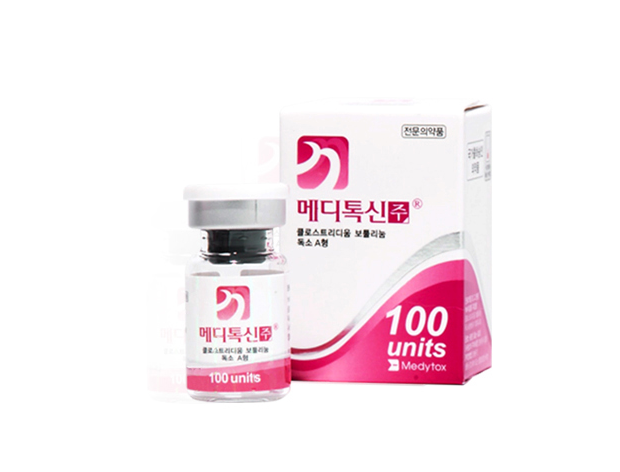 전문의약품
메디톡신주®
클로스트리디움 보툴리눔
독소 A형
100
units
Medytox
메디톡신주
클로스트리디움 보툴리눔
독소 A형
100 units